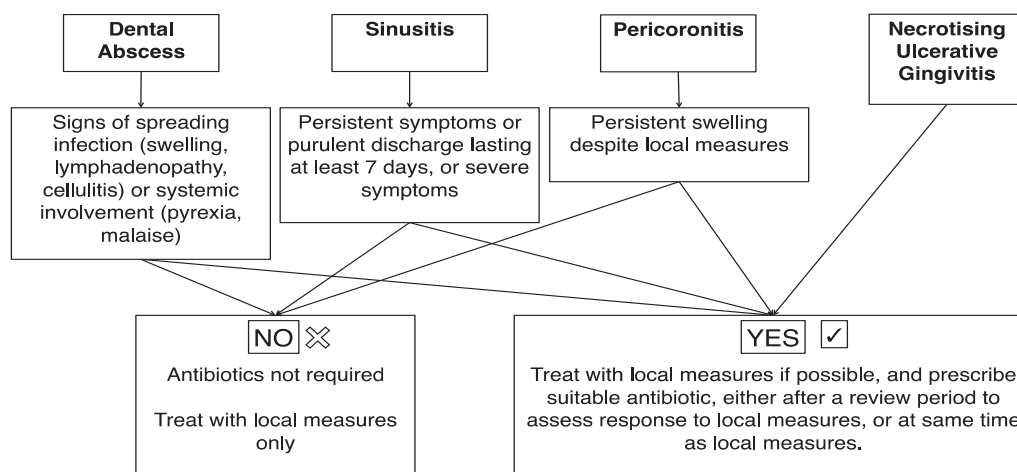 Dental
Abscess
Sinusitis
Pericoronitis
Necrotising
Ulcerative
Gingivitis
Signs of spreading
infection (swelling,
lymphadenopathy,
cellulitis) or systemic
involvement (pyrexia,
malaise)
Persistent symptoms or
purulent discharge lasting
at least 7 days, or severe
symptoms
Persistent swelling
despite local measures
NO
Antibiotics not required
Treat with local measures
only
YES ✓
Treat with local measures if possible, and prescribe
suitable antibiotic, either after a review period to
assess response to local measures, or at same time
as local measures.